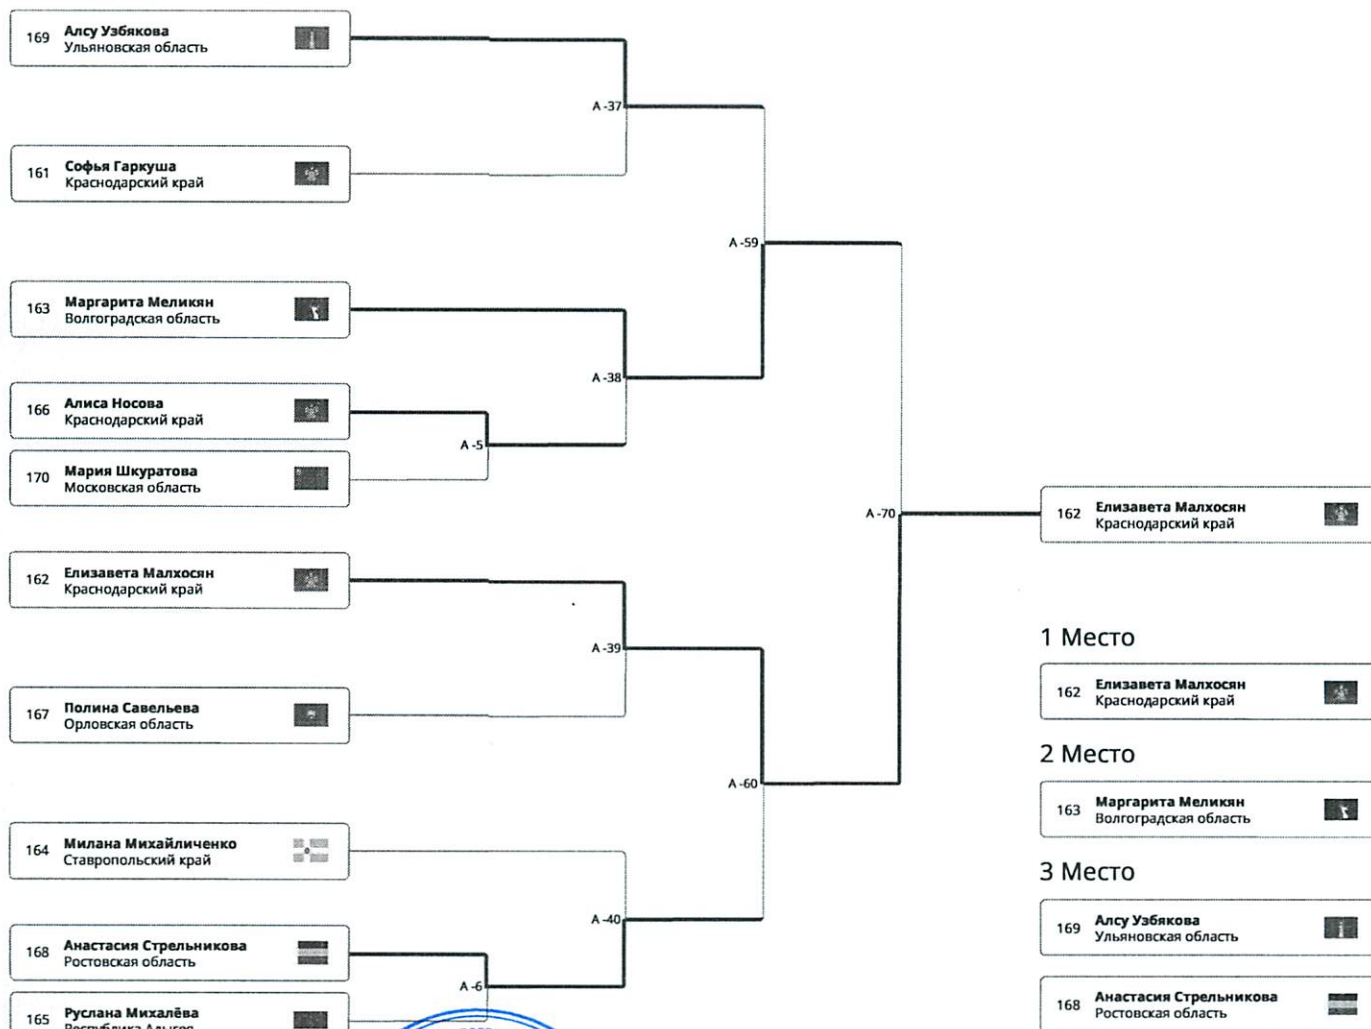 169 Алсу Узбякова
Ульяновская область
A -37
161 Софья Гаркуша
Краснодарский край
A -59
163 Маргарита Меликян
Волгоградская область
A -38
166 Алиса Носова
Краснодарский край
A -5
170 Мария Шкуратова
Московская область
A -70
162 Елизавета Малхосян
Краснодарский край
162 Елизавета Малхосян
Краснодарский край
A -39
1 Место
162 Елизавета Малхосян
Краснодарский край
167 Полина Савельева
Орловская область
2 Место
A -60
163 Маргарита Меликян
Волгоградская область
164 Милана Михайличенко
Ставропольский край
3 Место
A -40
169 Алсу Узбякова
Ульяновская область
168 Анастасия Стрельникова
Ростовская область
A -6
168 Анастасия Стрельникова
Ростовская область
165 Руслана Михалёва
Республика Адыгея